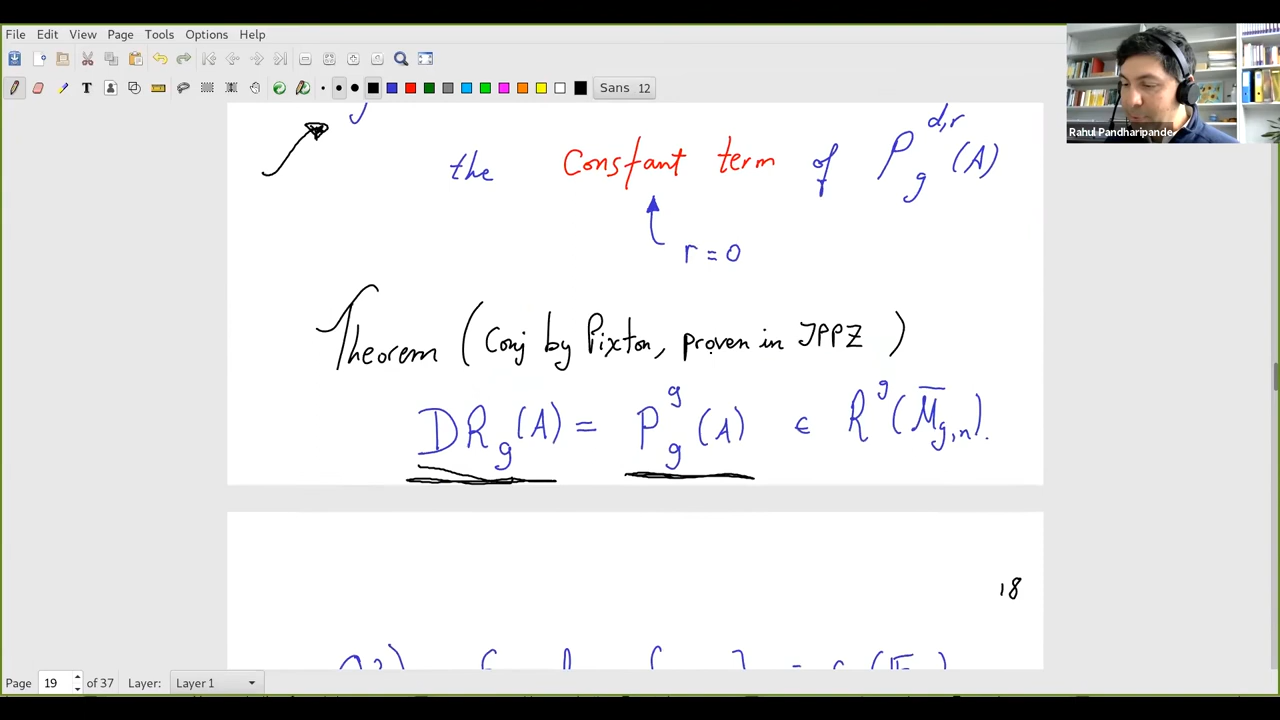 File Edit View Page Tools Options Help
Sans 12
Rahul Pandharipande
the Constant term of P_g^{d,r}(A)
r = 0
Theorem (Conj by Pixton, proven in JPPZ)
DR_g(A) = P_g^g(A) ∈ R^g(M̅_{g,n}).
18
Page 19 of 37 Layer: Layer 1